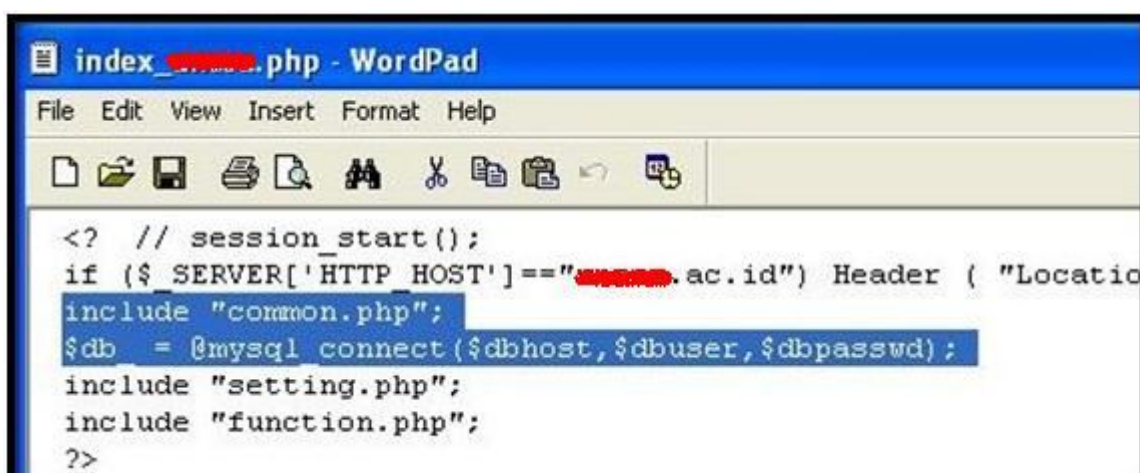 index_.php - WordPad
File Edit View Insert Format Help
<? // session_start();
if ($_SERVER['HTTP_HOST']==".ac.id") Header ( "Locatio
include "common.php";
$db_ = @mysql_connect($dbhost,$dbuser,$dbpasswd);
include "setting.php";
include "function.php";
?>